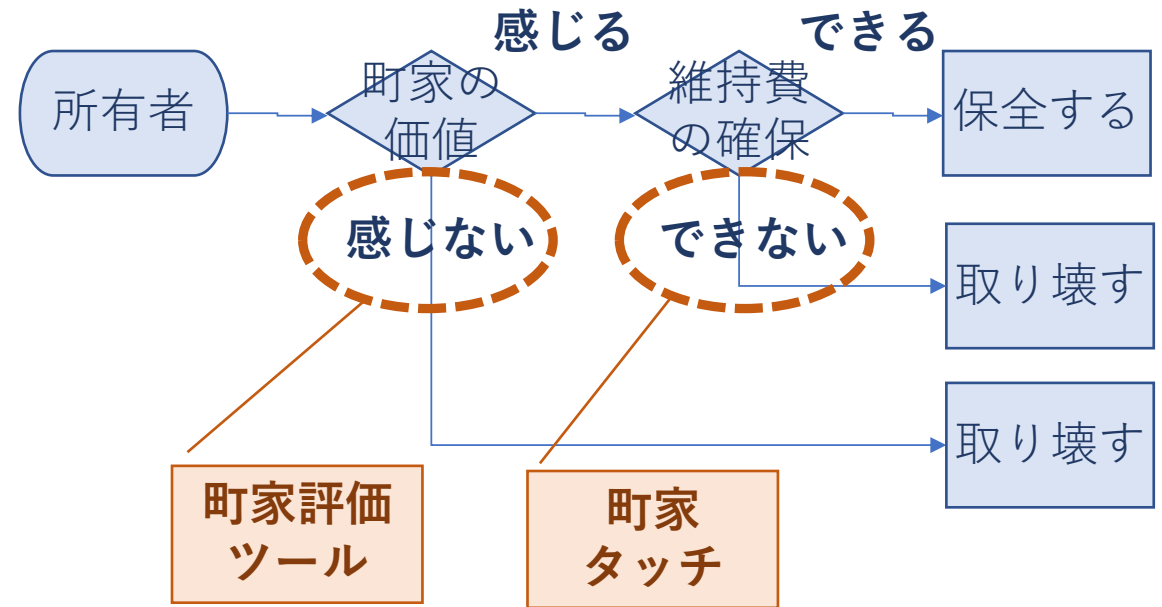 感じる
できる
所有者
町家の
価値
維持費
の確保
保全する
感じない
できない
取り壊す
取り壊す
町家評価
ツール
町家
タッチ